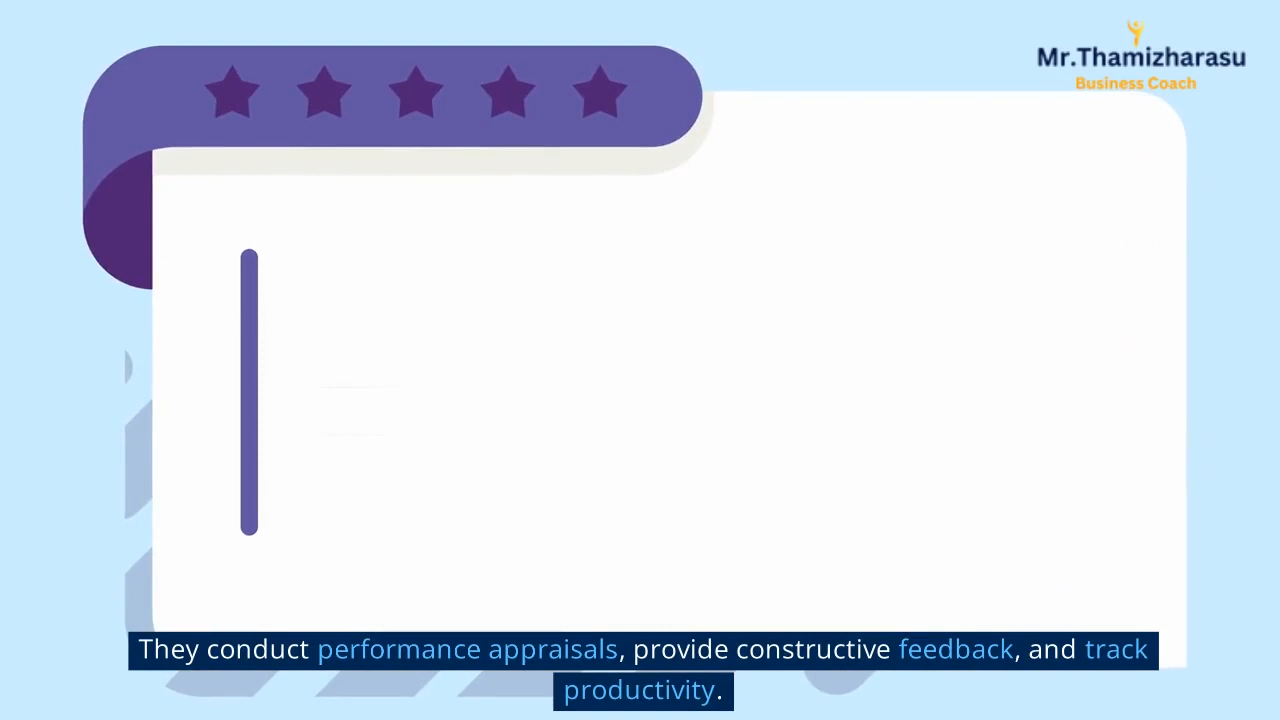 Mr.Thamizharasu
Business Coach
They conduct performance appraisals, provide constructive feedback, and track
productivity.